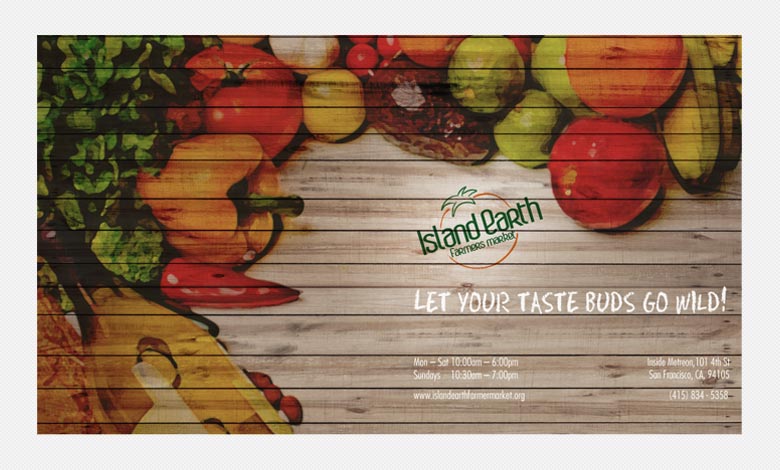 Island Earth
Farmers market
LET YOUR TASTE BUDS GO WILD!
Mon – Sat 10:00am – 6:00pm
Sundays 10:30am – 7:00pm
www.islandearthfarmermarket.org
Inside Metreon,101 4th St
San Francisco, CA, 94105
(415) 834 - 5358